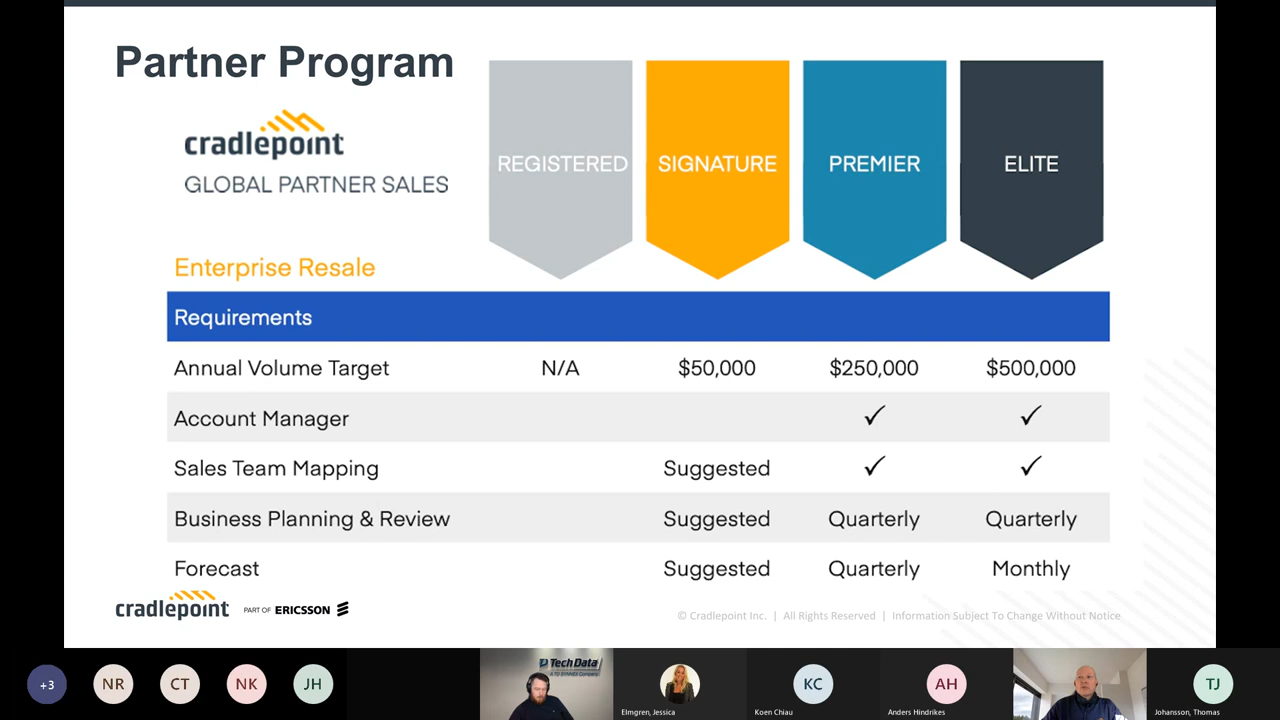 Partner Program
cradlepoint
GLOBAL PARTNER SALES
REGISTERED SIGNATURE PREMIER ELITE
Enterprise Resale
Requirements
Annual Volume Target N/A $50,000 $250,000 $500,000
Account Manager ✓ ✓
Sales Team Mapping Suggested ✓ ✓
Business Planning & Review Suggested Quarterly Quarterly
Forecast Suggested Quarterly Monthly
cradlepoint PART OF ERICSSON
© Cradlepoint Inc. | All Rights Reserved | Information Subject To Change Without Notice
+3 NR CT NK JH KC AH TJ
Tech Data
A TD SYNNEX Company
Elmgren, Jessica Koen Chiau Anders Hindrikes Johansson, Thomas